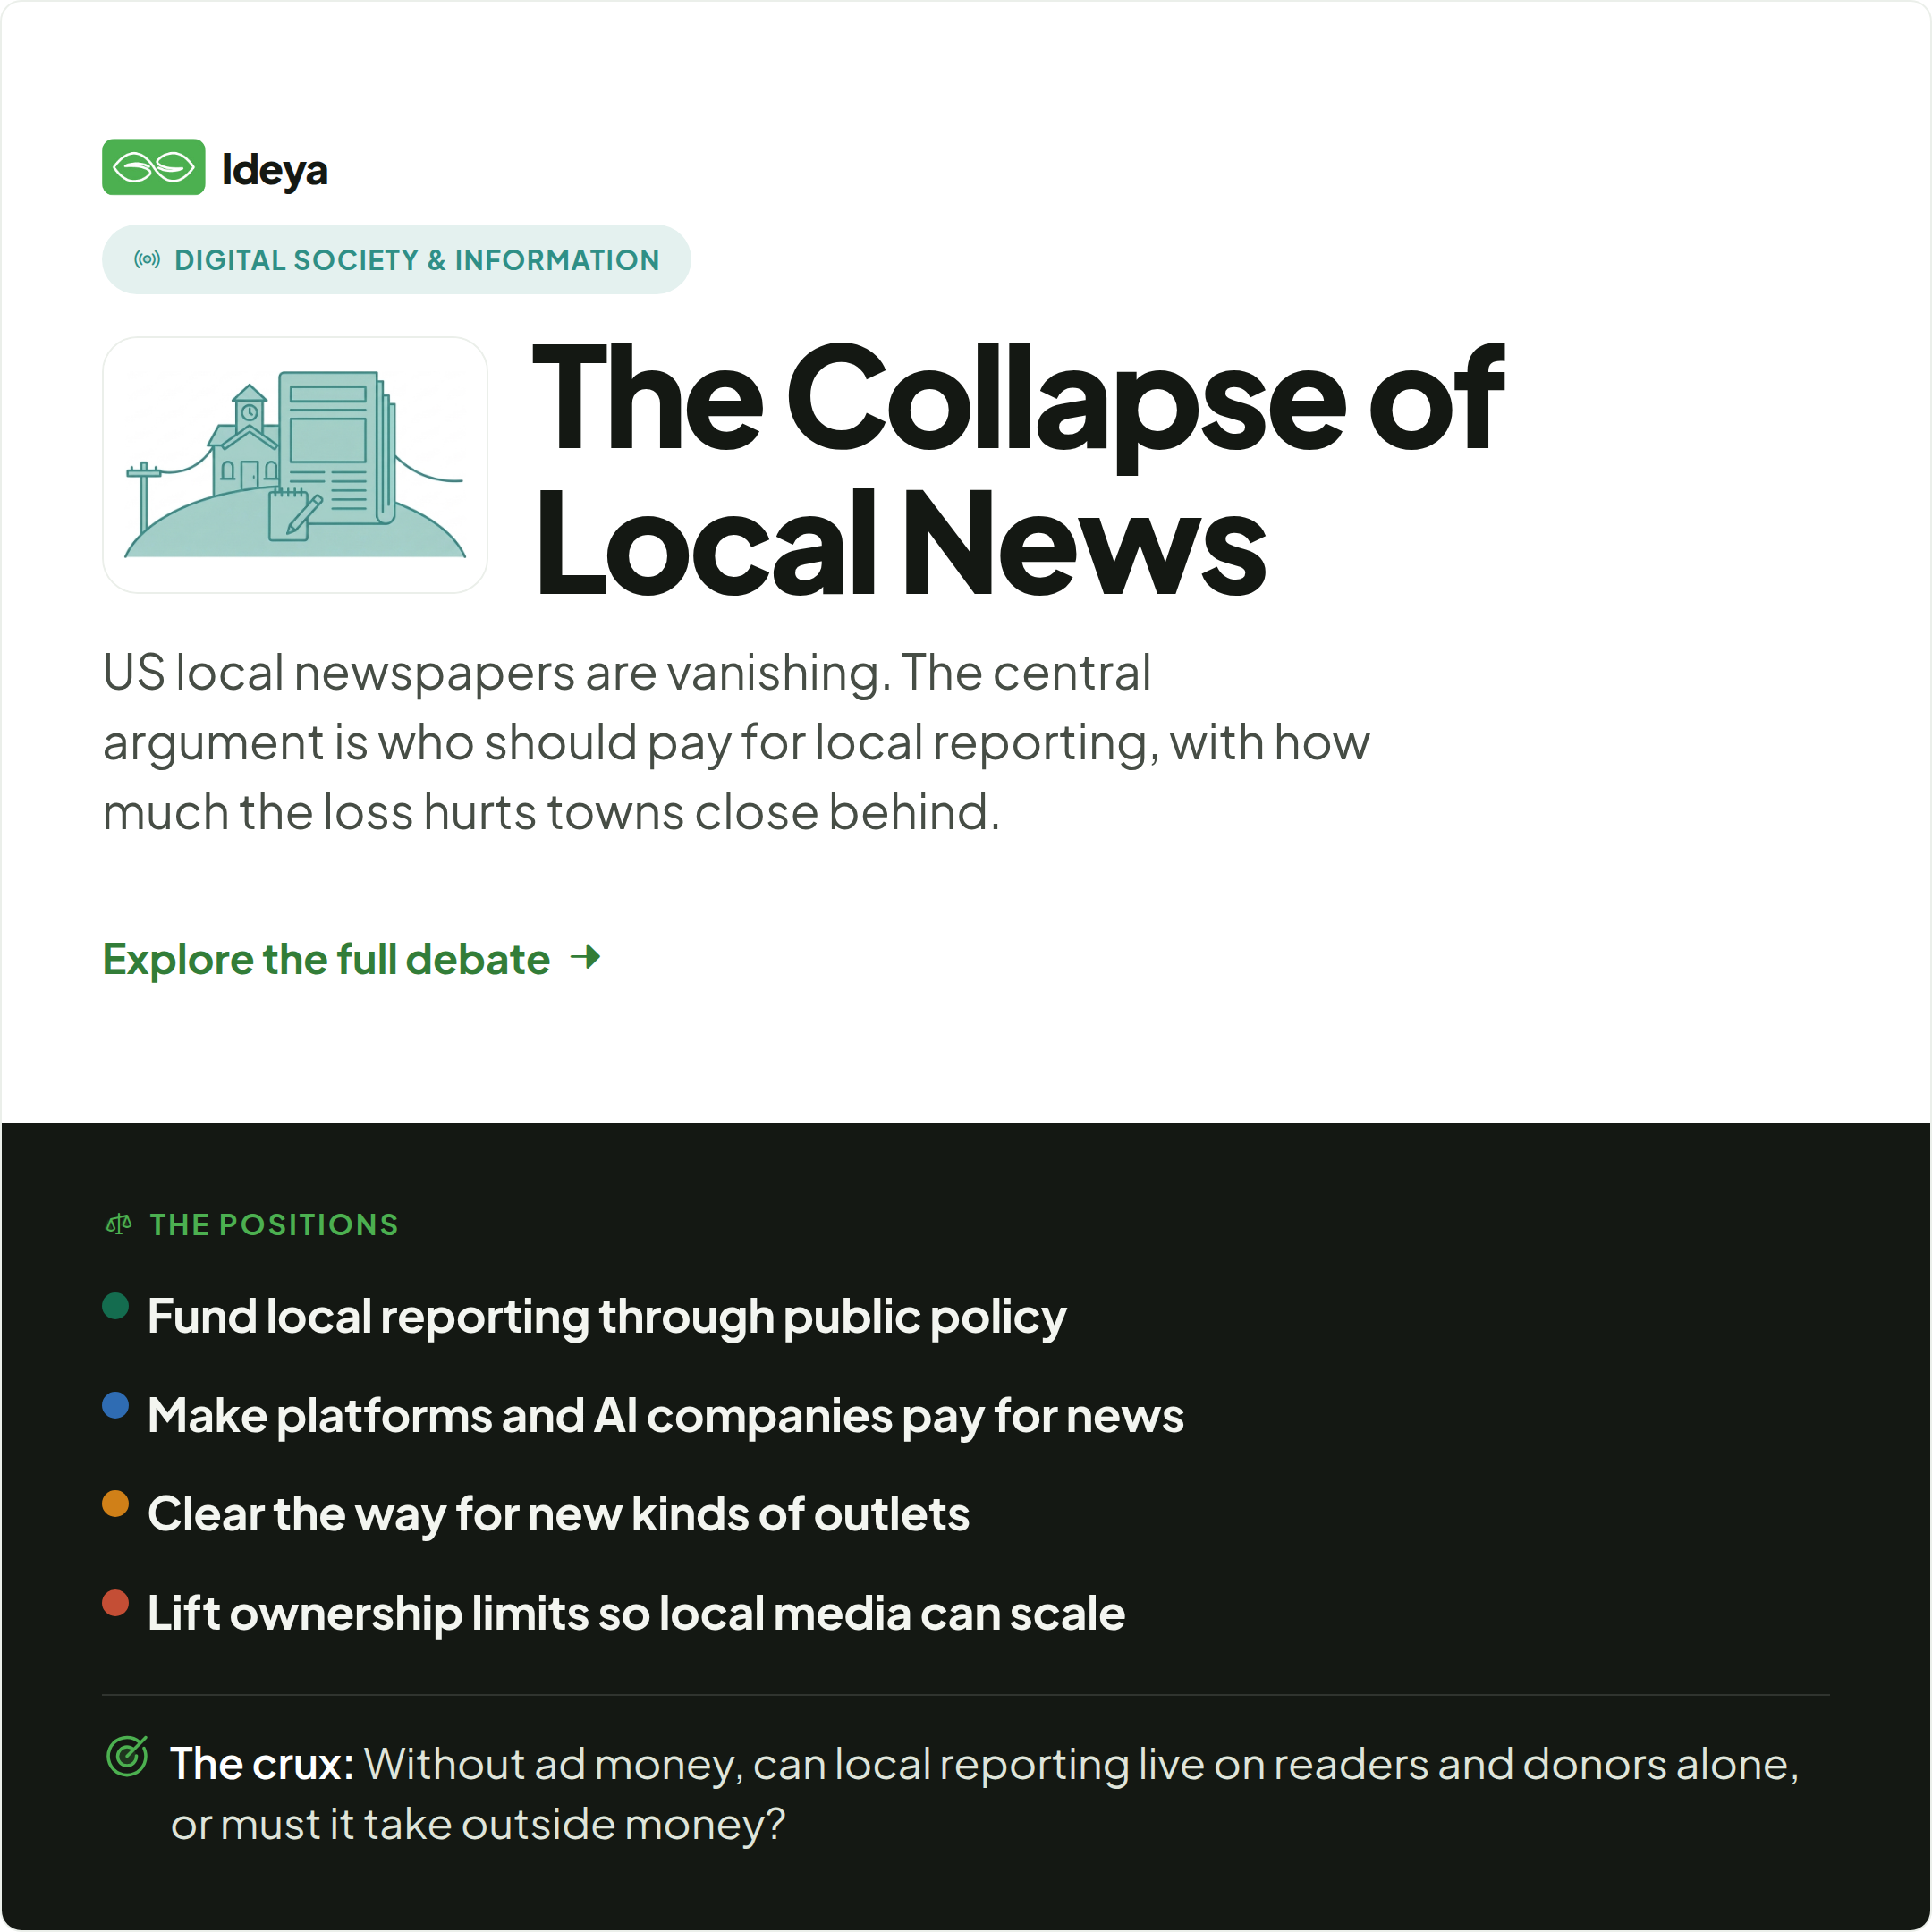 Ideya
DIGITAL SOCIETY & INFORMATION
The Collapse of
Local News
US local newspapers are vanishing. The central
argument is who should pay for local reporting, with how
much the loss hurts towns close behind.
Explore the full debate
THE POSITIONS
Fund local reporting through public policy
Make platforms and AI companies pay for news
Clear the way for new kinds of outlets
Lift ownership limits so local media can scale
The crux: Without ad money, can local reporting live on readers and donors alone,
or must it take outside money?